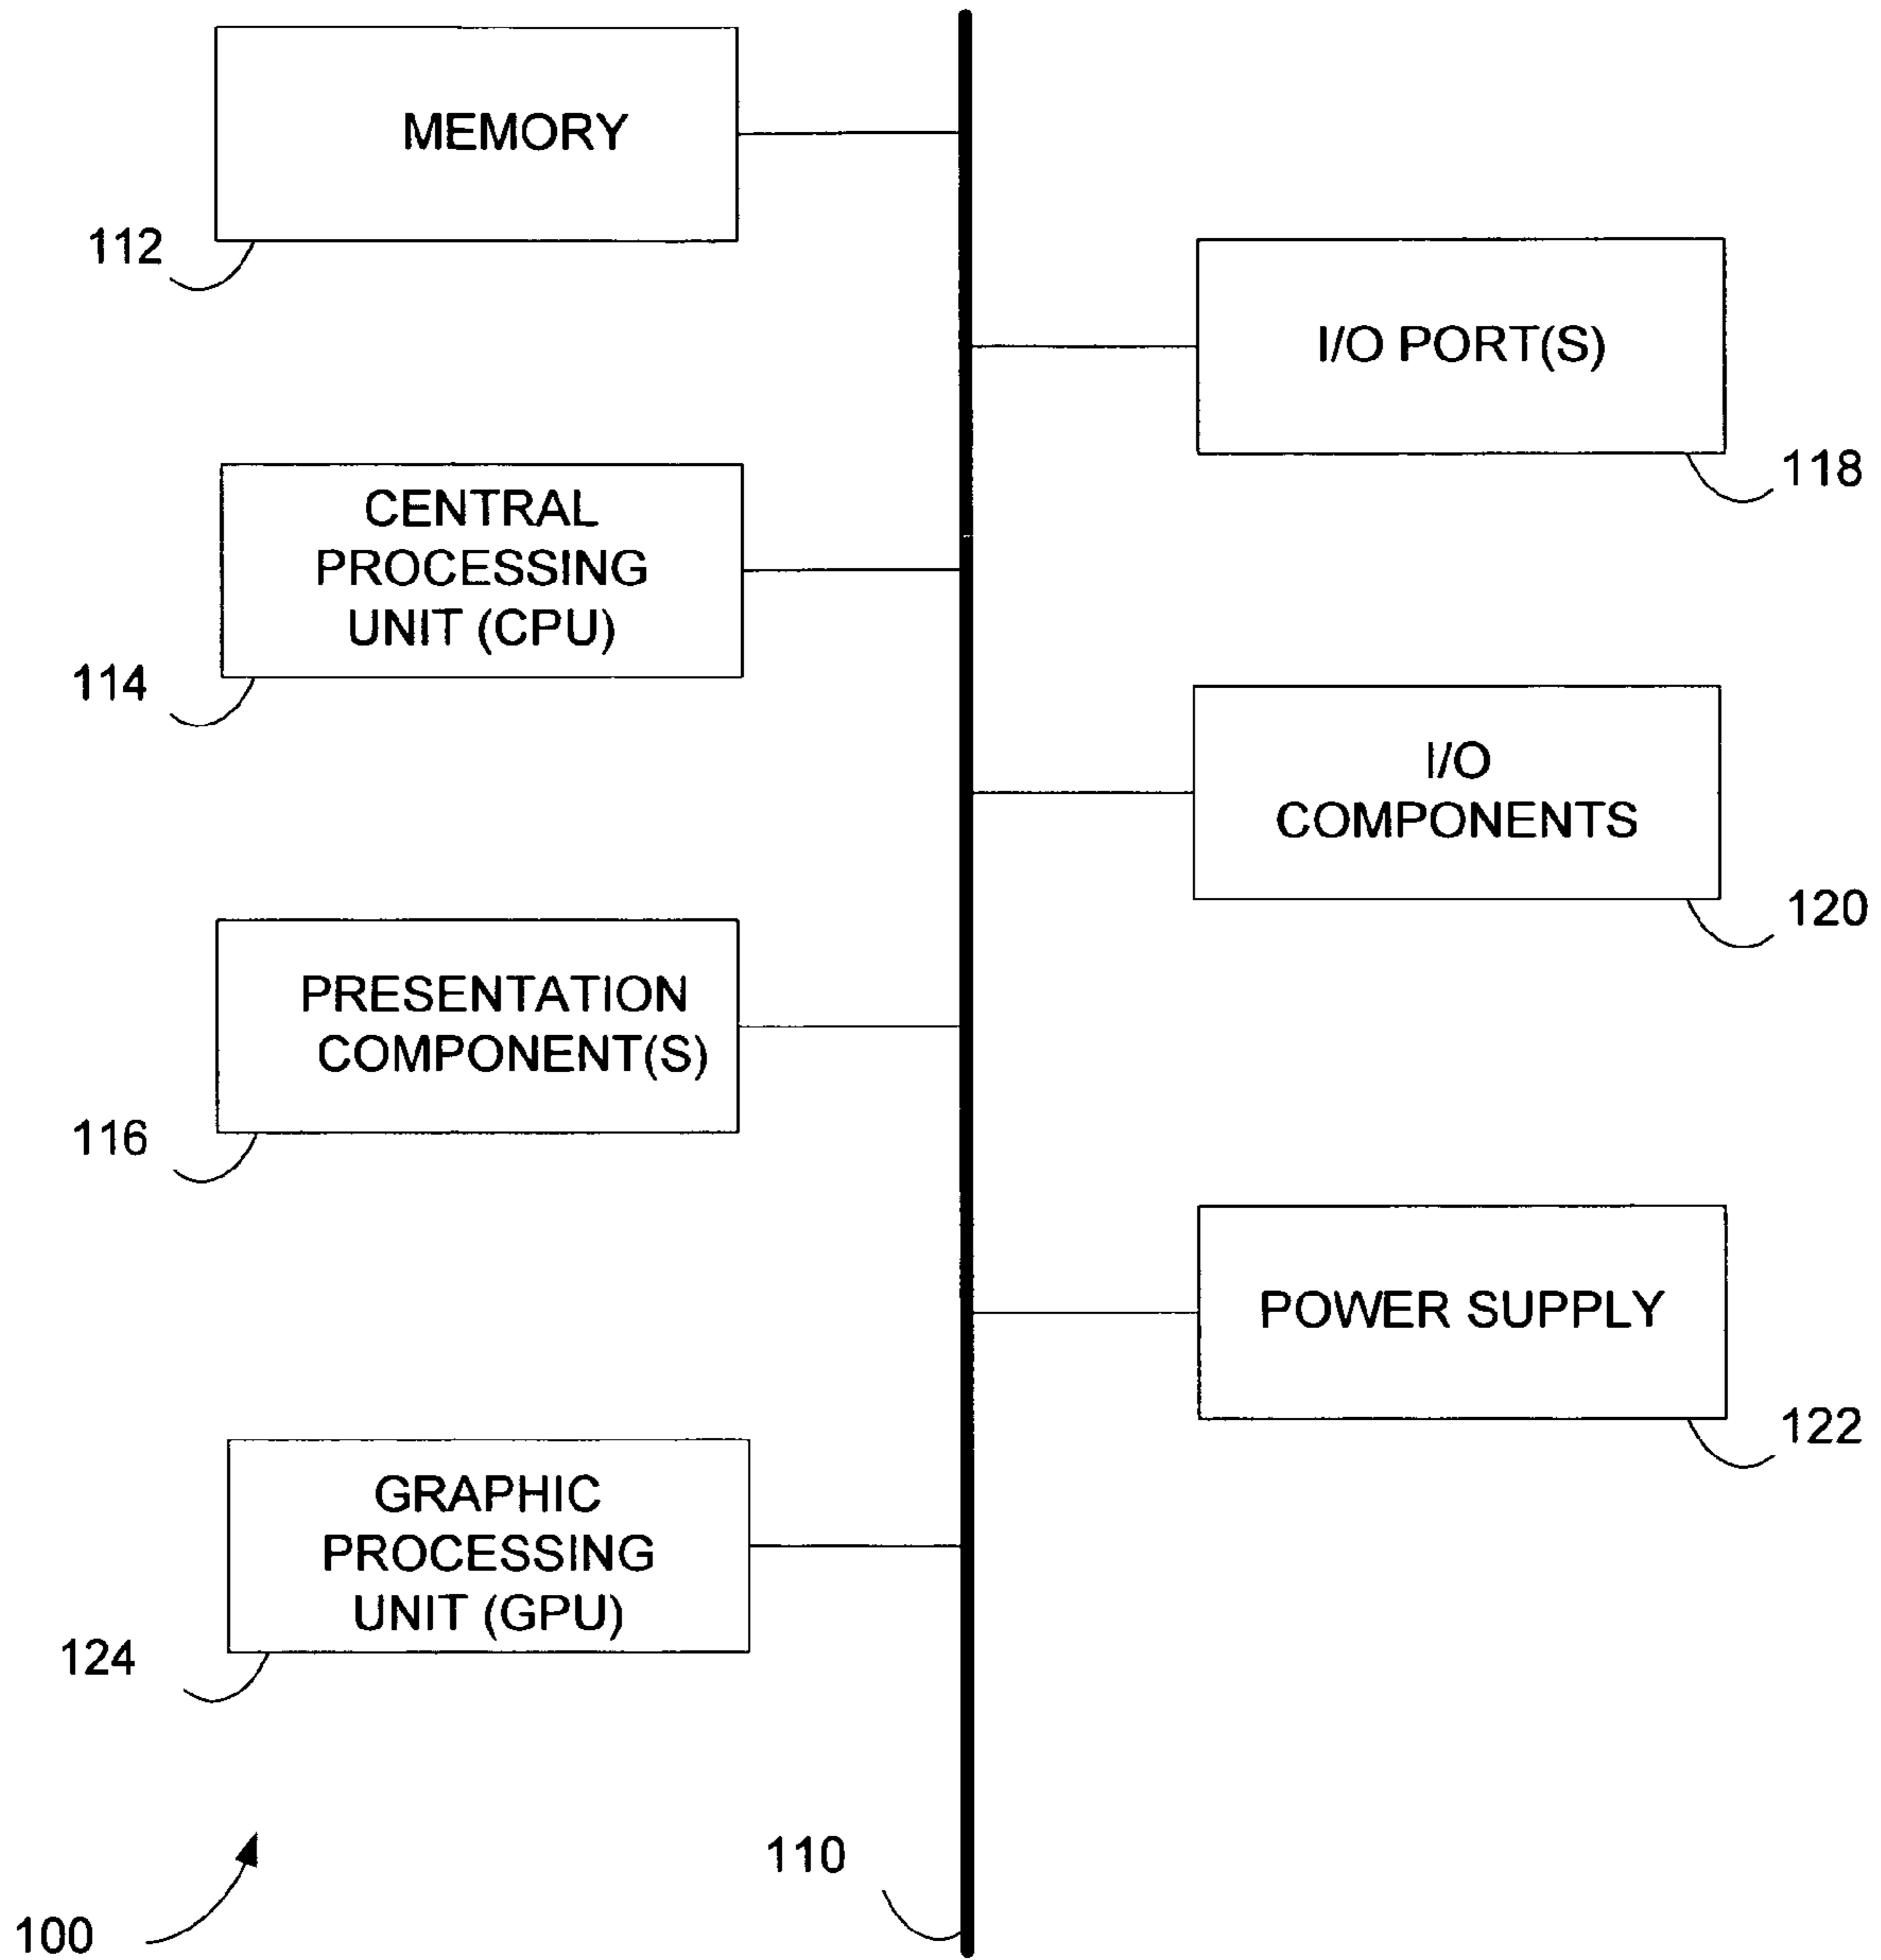 MEMORY
112
I/O PORT(S)
118
CENTRAL
PROCESSING
UNIT (CPU)
114
I/O
COMPONENTS
120
PRESENTATION
COMPONENT(S)
116
POWER SUPPLY
122
GRAPHIC
PROCESSING
UNIT (GPU)
124
110
100